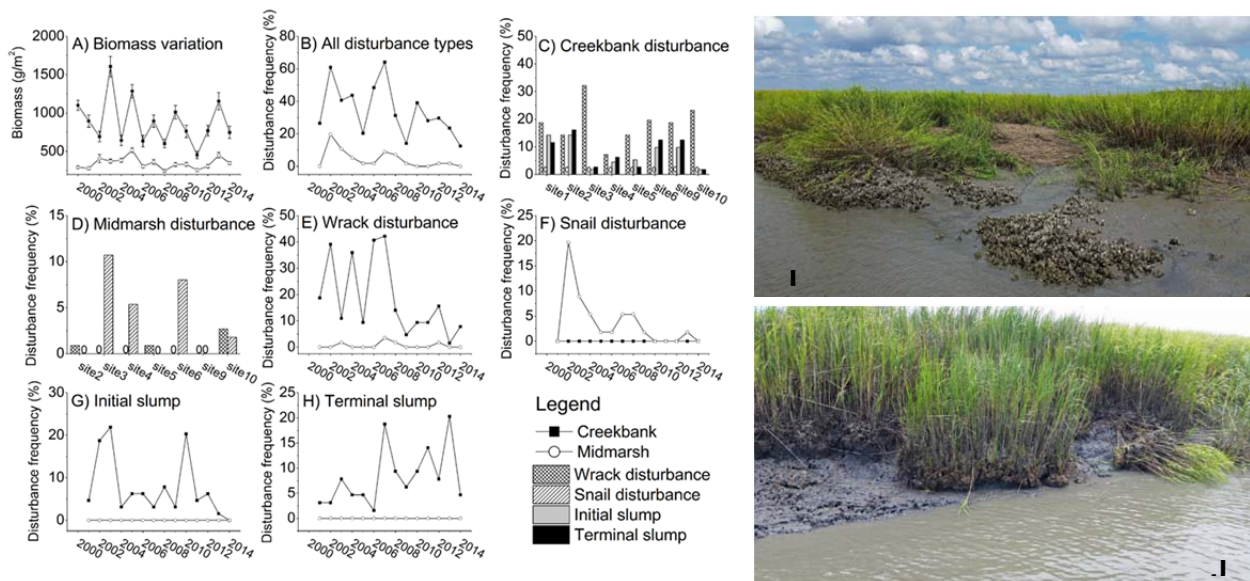 A) Biomass variation
Biomass (g/m²)
2000
1500
1000
500
2000 2002 2004 2006 2008 2010 2012 2014
B) All disturbance types
Disturbance frequency (%)
80
60
40
20
0
2000 2002 2004 2006 2008 2010 2012 2014
C) Creekbank disturbance
Disturbance frequency (%)
50
40
30
20
10
0
site1 site2 site3 site4 site5 site6 site9 site10
D) Midmarsh disturbance
Disturbance frequency (%)
15
10
5
0
0 0 0 0 0 00
site2 site3 site4 site5 site6 site9 site10
E) Wrack disturbance
Disturbance frequency (%)
50
40
30
20
10
0
2000 2002 2004 2006 2008 2010 2012 2014
F) Snail disturbance
Disturbance frequency (%)
25
20
15
10
5
0
2000 2002 2004 2006 2008 2010 2012 2014
G) Initial slump
Disturbance frequency (%)
30
20
10
0
2000 2002 2004 2006 2008 2010 2012 2014
H) Terminal slump
Disturbance frequency (%)
25
20
15
10
5
0
2000 2002 2004 2006 2008 2010 2012 2014
Legend
Creekbank
Midmarsh
Wrack disturbance
Snail disturbance
Initial slump
Terminal slump
I
J